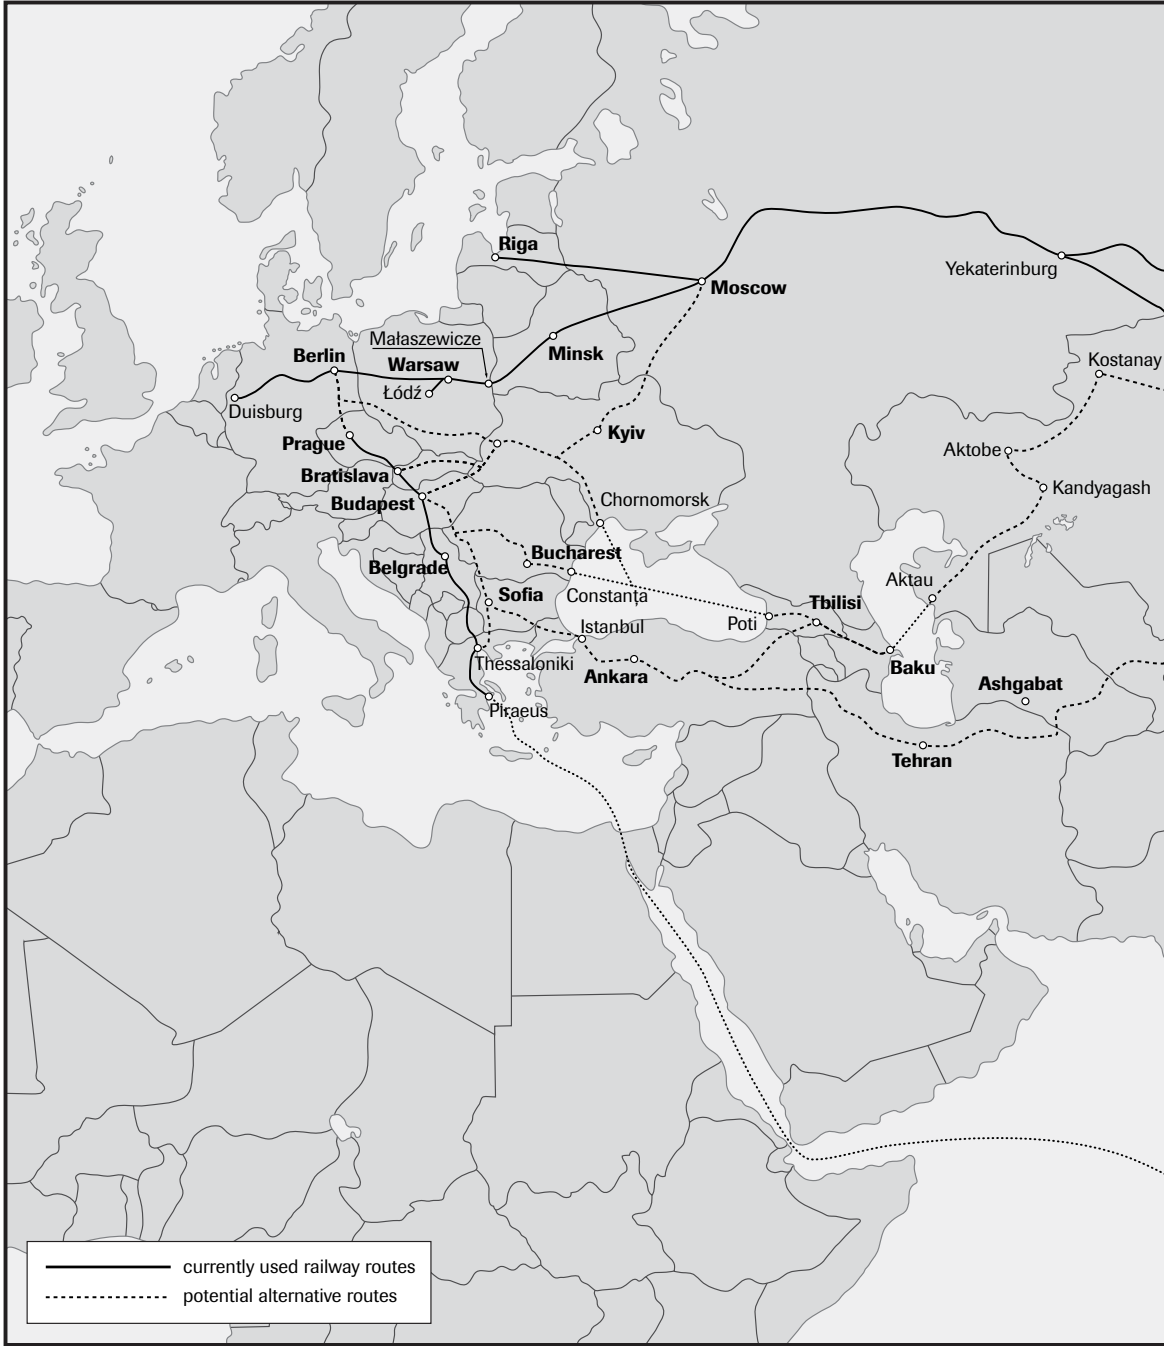 Riga
Yekaterinburg
Moscow
Małaszewicze
Minsk
Berlin
Warsaw
Kostanay
Łódź
Duisburg
Prague
Kyiv
Aktobe
Bratislava
Kandyagash
Budapest
Chornomorsk
Bucharest
Belgrade
Aktau
Sofia
Constanța
Tbilisi
Istanbul
Poti
Thessaloniki
Ankara
Baku
Ashgabat
Piraeus
Tehran
currently used railway routes
potential alternative routes